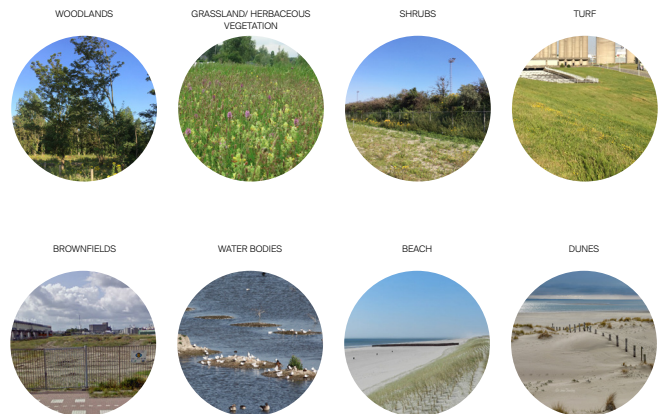 WOODLANDS
GRASSLAND/ HERBACEOUS
VEGETATION
SHRUBS
TURF
BROWNFIELDS
WATER BODIES
BEACH
DUNES